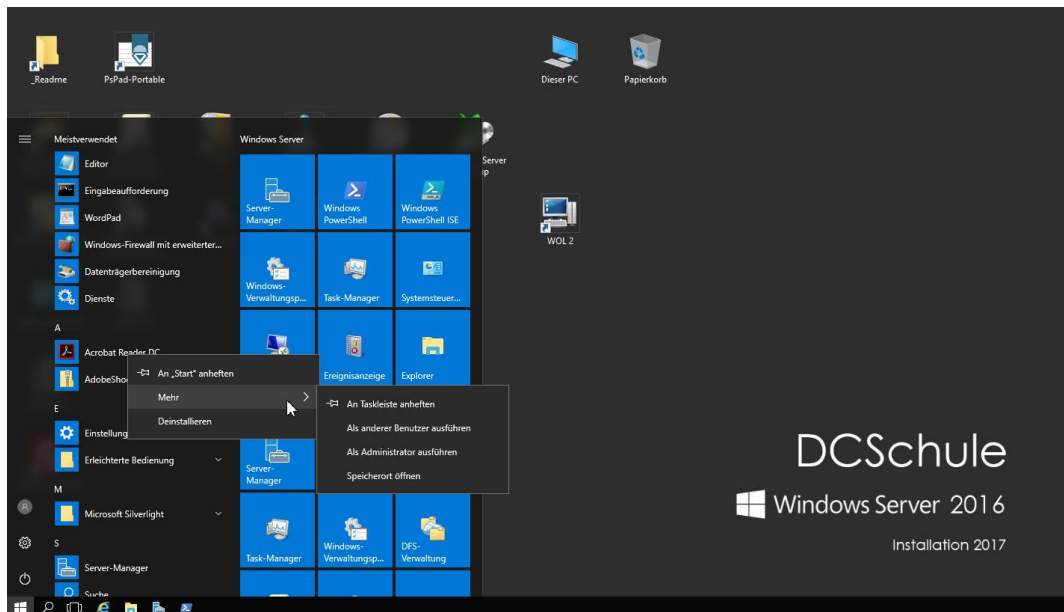 _Readme
PsPad-Portable
Dieser PC
Papierkorb
Meistverwendet
Editor
Eingabeaufforderung
WordPad
Windows-Firewall mit erweiterter...
Datenträgerbereinigung
Dienste
A
Acrobat Reader DC
AdobeSho
E
Einstellung
Erleichterte Bedienung
M
Microsoft Silverlight
S
Server-Manager
Suche
Windows Server
Server-
Manager
Windows
PowerShell
Windows
PowerShell ISE
Windows-
Verwaltungsp...
Task-Manager
Systemsteuer...
Ereignisanzeige
Explorer
Server-
Manager
Task-Manager
Windows-
Verwaltungsp...
DFS-
Verwaltung
An „Start" anheften
Mehr
Deinstallieren
An Taskleiste anheften
Als anderer Benutzer ausführen
Als Administrator ausführen
Speicherort öffnen
Server
WOL 2
DCSchule
Windows Server 2016
Installation 2017